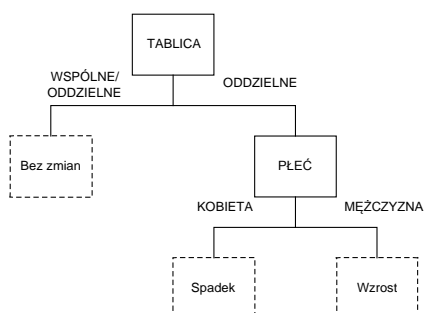 TABLICA
WSPÓLNE/
ODDZIELNE
ODDZIELNE
Bez zmian
PŁEĆ
KOBIETA
MĘŻCZYZNA
Spadek
Wzrost